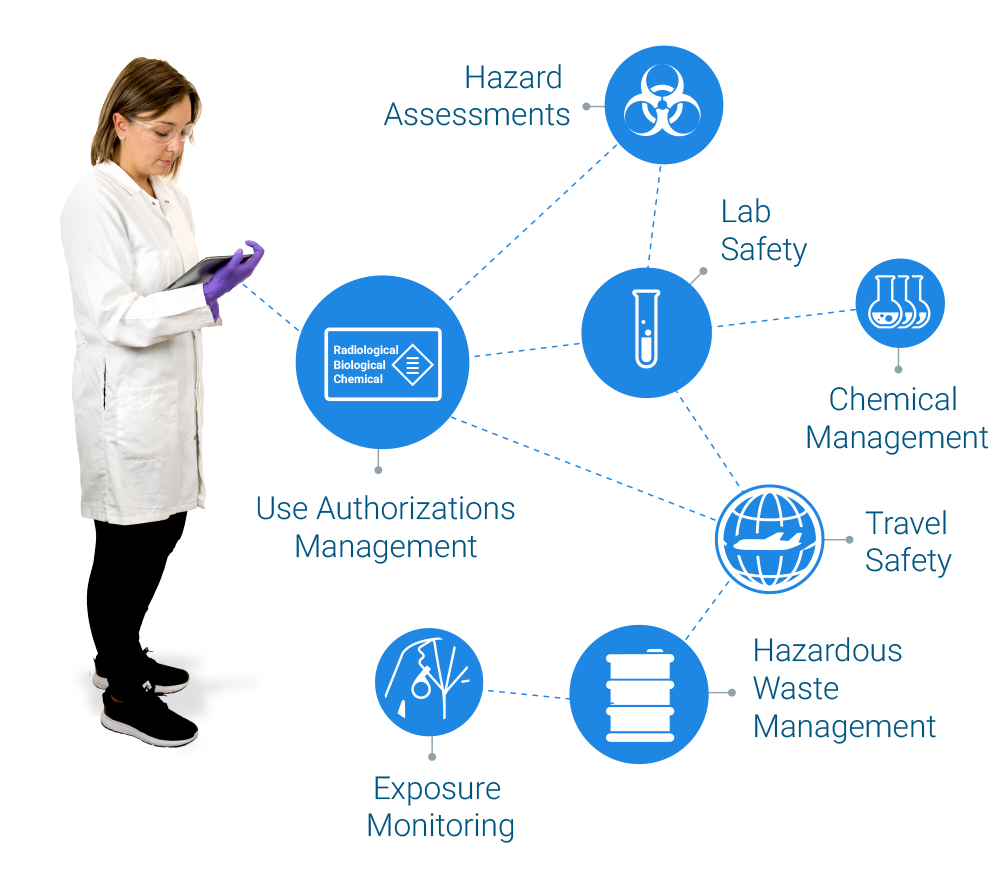 Hazard
Assessments
Lab
Safety
Radiological
Biological
Chemical
Chemical
Management
Use Authorizations
Management
Travel
Safety
Hazardous
Waste
Management
Exposure
Monitoring